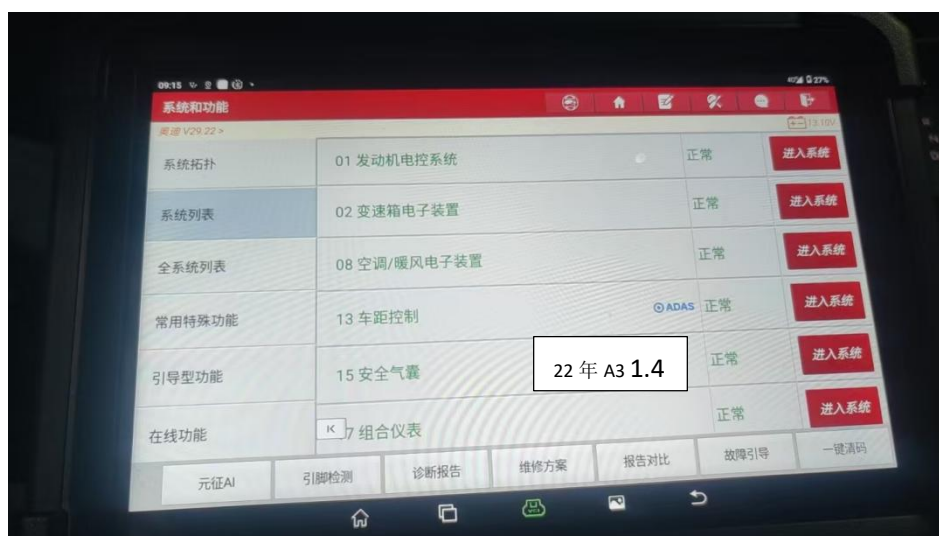 09:15
27%
系统和功能
奥迪 V29.22 >
13.10V
系统拓扑
系统列表
全系统列表
常用特殊功能
引导型功能
在线功能
01 发动机电控系统 正常 进入系统
02 变速箱电子装置 正常 进入系统
08 空调/暖风电子装置 正常 进入系统
13 车距控制 ADAS 正常 进入系统
15 安全气囊 正常 进入系统
7 组合仪表 正常 进入系统
22 年 A3 1.4
元征AI 引脚检测 诊断报告 维修方案 报告对比 故障引导 一键清码